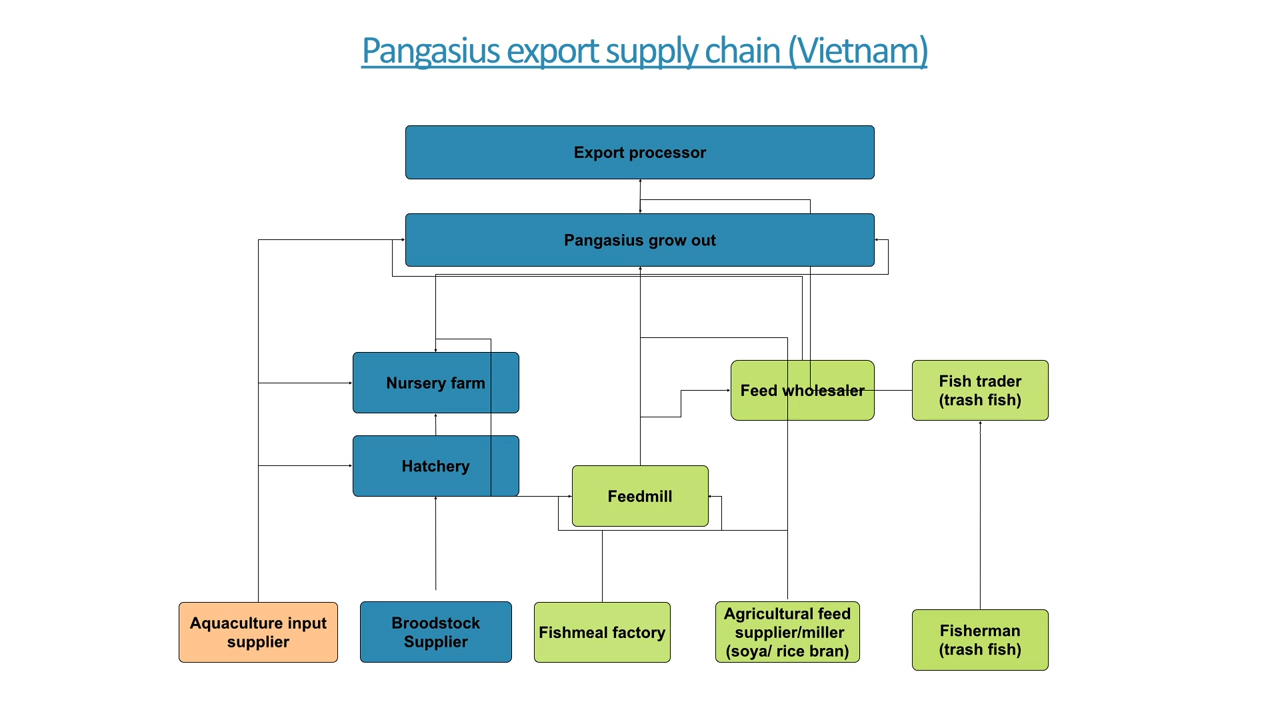 Pangasius export supply chain (Vietnam)
Export processor
Pangasius grow out
Nursery farm
Feed wholesaler
Fish trader
(trash fish)
Hatchery
Feedmill
Aquaculture input
supplier
Broodstock
Supplier
Fishmeal factory
Agricultural feed
supplier/miller
(soya/ rice bran)
Fisherman
(trash fish)